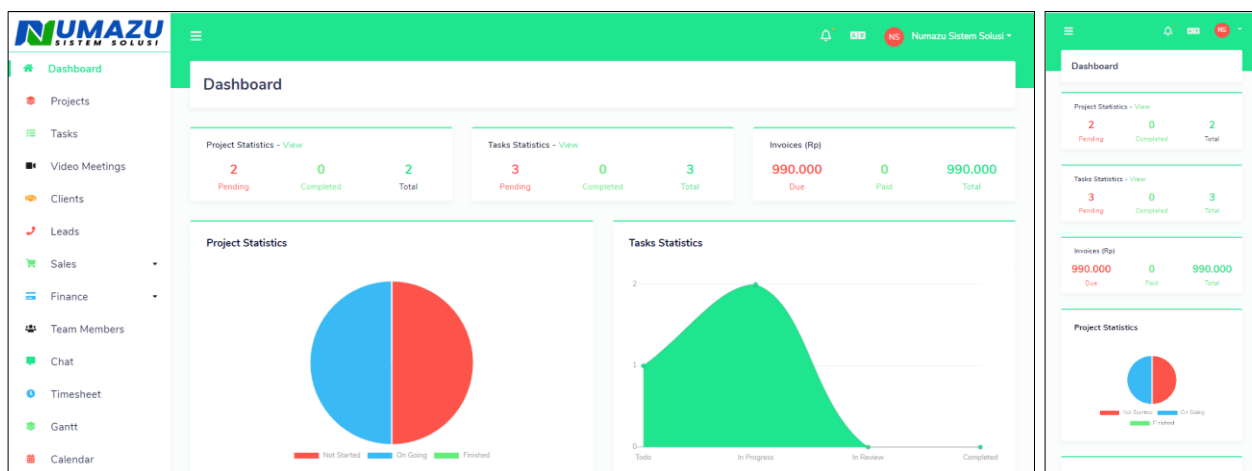 NUMAZU
SISTEM SOLUSI
Dashboard
Projects
Tasks
Video Meetings
Clients
Leads
Sales
Finance
Team Members
Chat
Timesheet
Gantt
Calendar
NS Numazu Sistem Solusi
Dashboard
Project Statistics - View
2 0 2
Pending Completed Total
Tasks Statistics - View
3 0 3
Pending Completed Total
Invoices (Rp)
990.000 0 990.000
Due Paid Total
Project Statistics
Not Started On Going Finished
Tasks Statistics
2
1
0
Todo In Progress In Review Completed
NS
Dashboard
Project Statistics - View
2 0 2
Pending Completed Total
Tasks Statistics - View
3 0 3
Pending Completed Total
Invoices (Rp)
990.000 0 990.000
Due Paid Total
Project Statistics
Not Started On Going
Finished